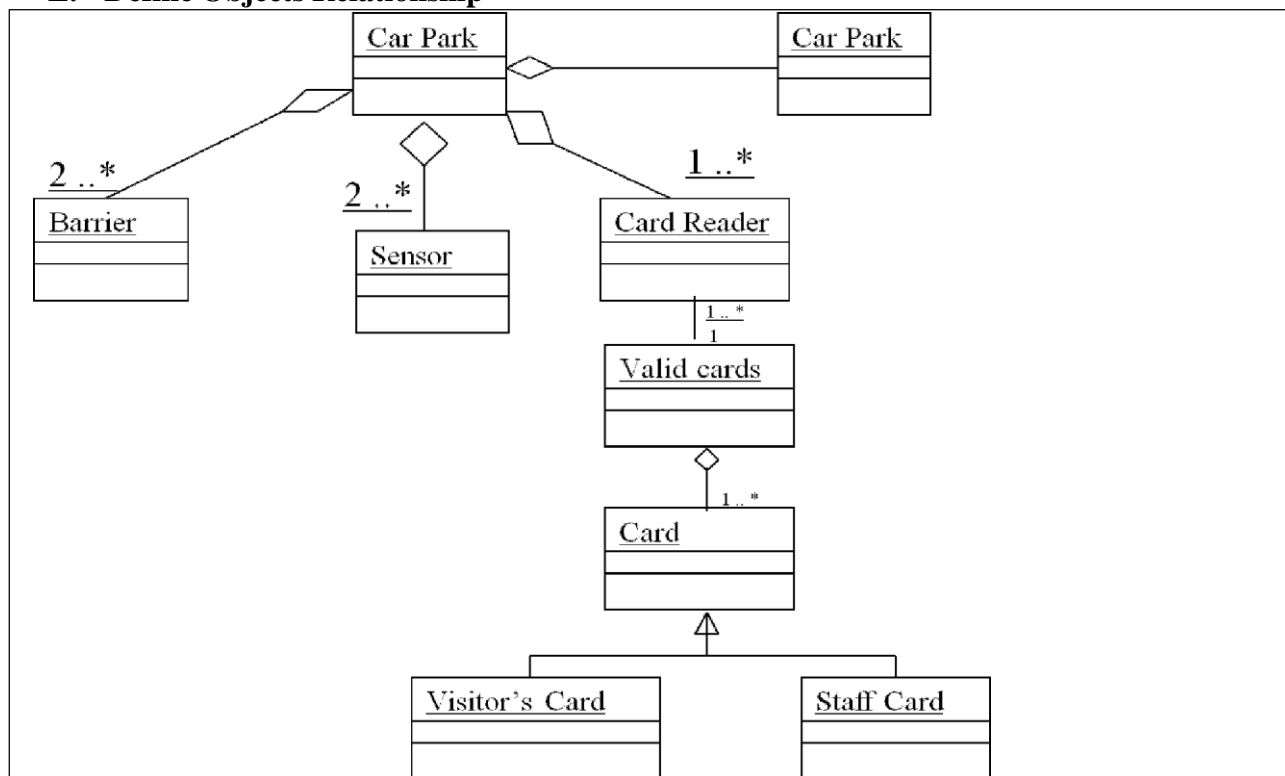 2. Define Objects Relationship
Car Park
Car Park
2 ..*
2 ..*
1 ..*
Barrier
Sensor
Card Reader
1 .. *
1
Valid cards
1 .. *
Card
Visitor's Card
Staff Card